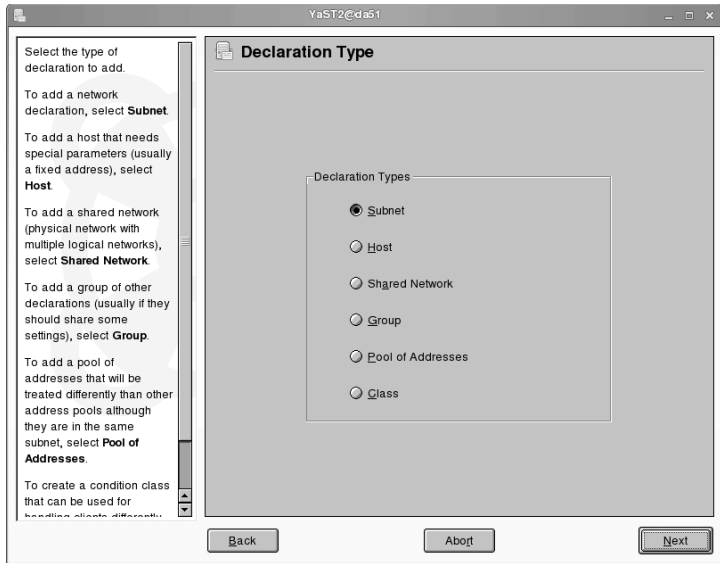 YaST2@da51
Select the type of
declaration to add.
To add a network
declaration, select Subnet.
To add a host that needs
special parameters (usually
a fixed address), select
Host.
To add a shared network
(physical network with
multiple logical networks),
select Shared Network.
To add a group of other
declarations (usually if they
should share some
settings), select Group.
To add a pool of
addresses that will be
treated differently than other
address pools although
they are in the same
subnet, select Pool of
Addresses.
To create a condition class
that can be used for
handling clients differently
Declaration Type
Declaration Types
Subnet
Host
Shared Network
Group
Pool of Addresses
Class
Back
Abort
Next